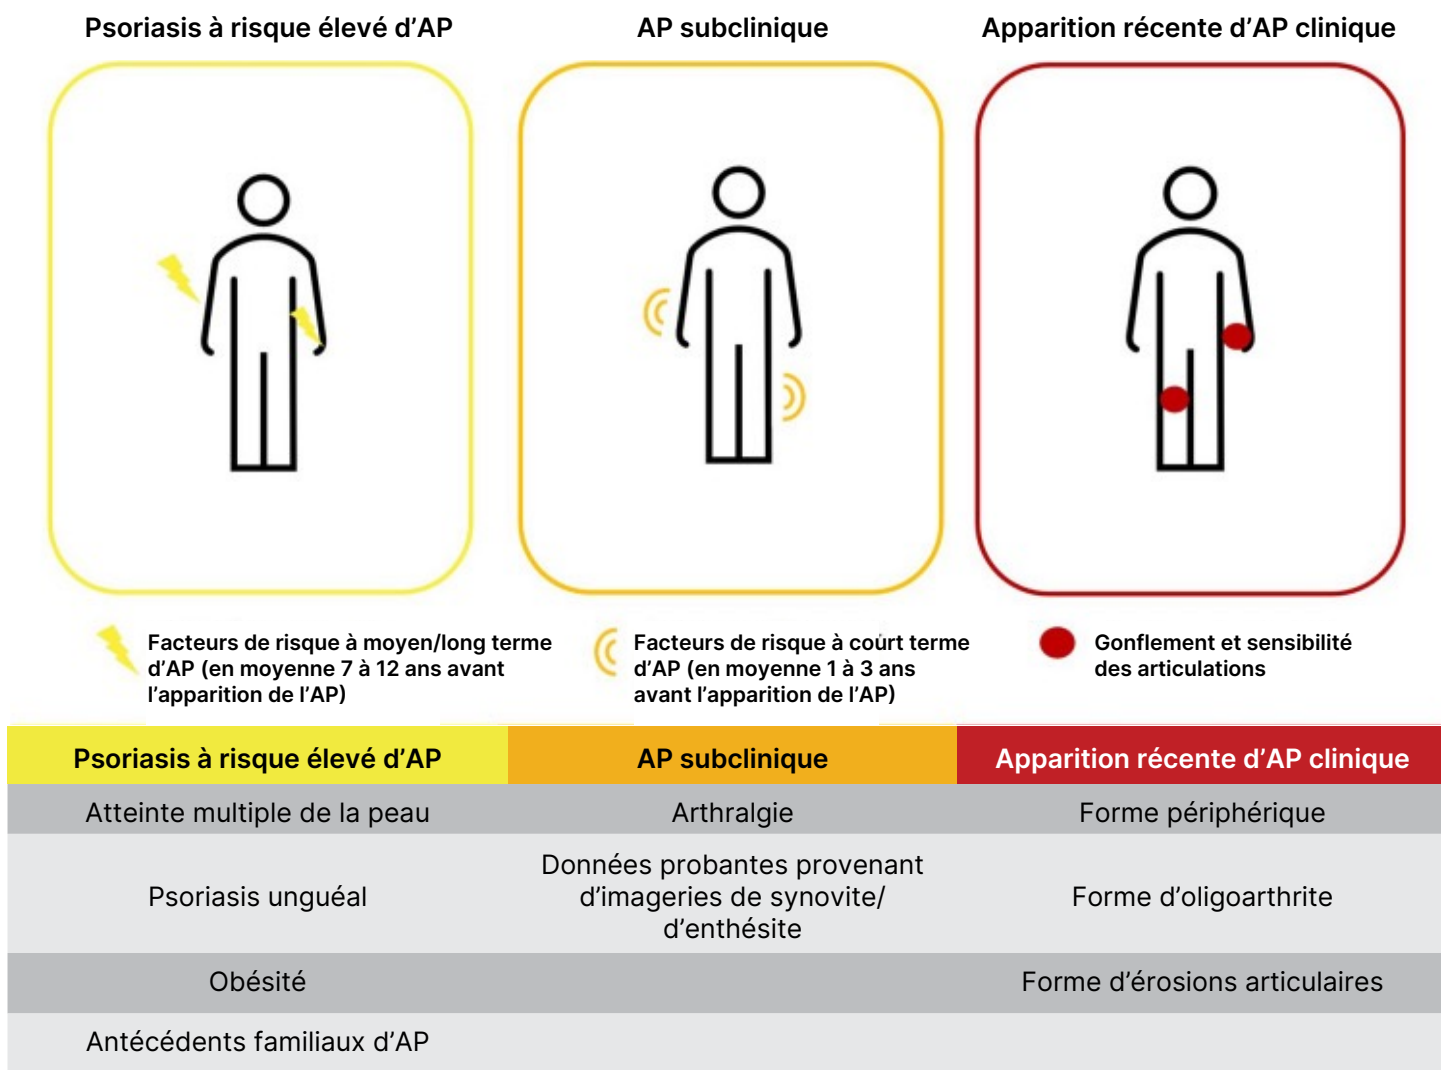 Psoriasis à risque élevé d’AP
AP subclinique
Apparition récente d’AP clinique
Facteurs de risque à moyen/long terme
d’AP (en moyenne 7 à 12 ans avant
l’apparition de l’AP)
Facteurs de risque à court terme
d’AP (en moyenne 1 à 3 ans
avant l’apparition de l’AP)
Gonflement et sensibilité
des articulations
Psoriasis à risque élevé d’AP
AP subclinique
Apparition récente d’AP clinique
Atteinte multiple de la peau
Arthralgie
Forme périphérique
Psoriasis unguéal
Données probantes provenant
d’imageries de synovite/
d’enthésite
Forme d’oligoarthrite
Obésité
Forme d’érosions articulaires
Antécédents familiaux d’AP